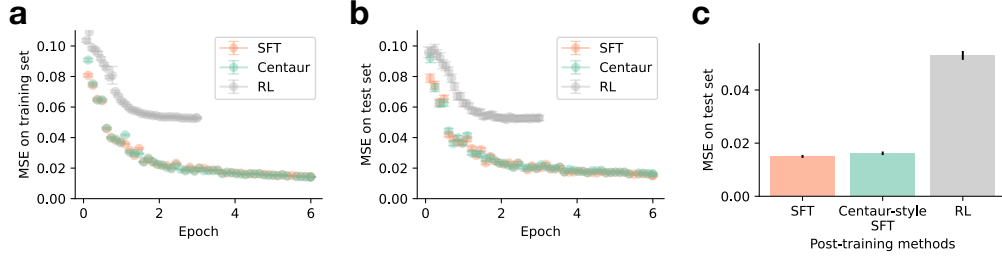 a
MSE on training set
0.10
0.08
0.06
0.04
0.02
0.00
0
2
4
6
Epoch
SFT
Centaur
RL
b
MSE on test set
0.10
0.08
0.06
0.04
0.02
0.00
0
2
4
6
Epoch
SFT
Centaur
RL
c
MSE on test set
0.04
0.02
0.00
SFT
Centaur-style
SFT
RL
Post-training methods